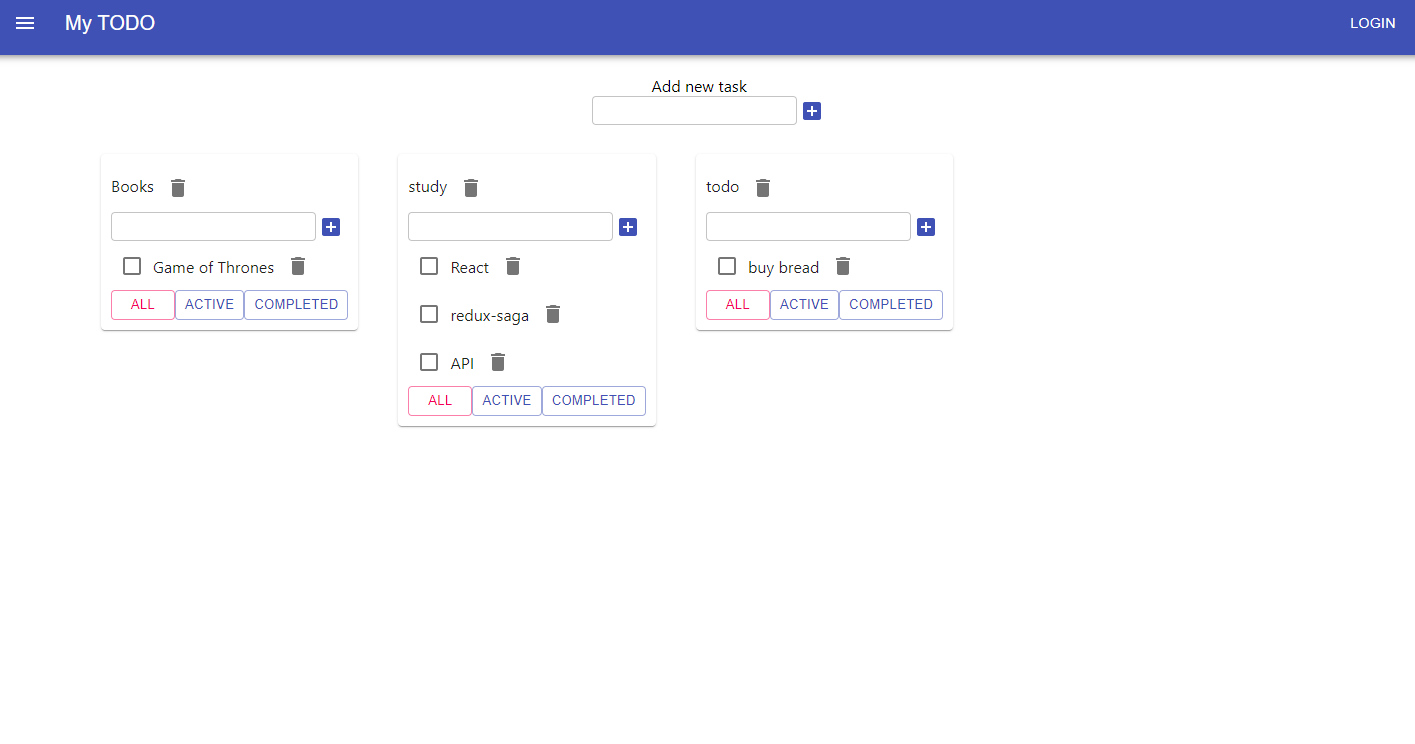 My TODO
LOGIN
Add new task
Books
Game of Thrones
ALL ACTIVE COMPLETED
study
React
redux-saga
API
ALL ACTIVE COMPLETED
todo
buy bread
ALL ACTIVE COMPLETED